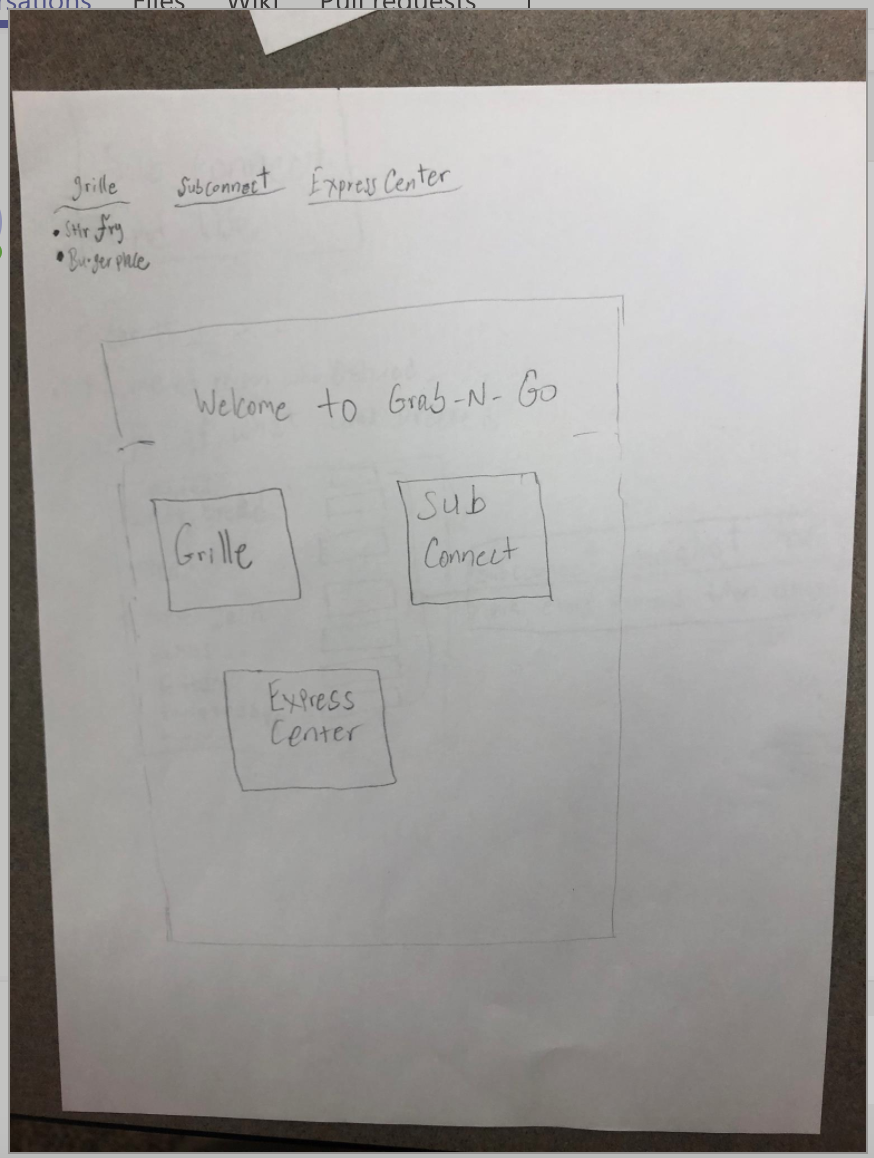 sations Files Wiki Pull requests
grille Subconnect Express Center
• Stir fry
• Burger place
Welcome to Grab-N-Go
Grille
Sub
Connect
Express
Center